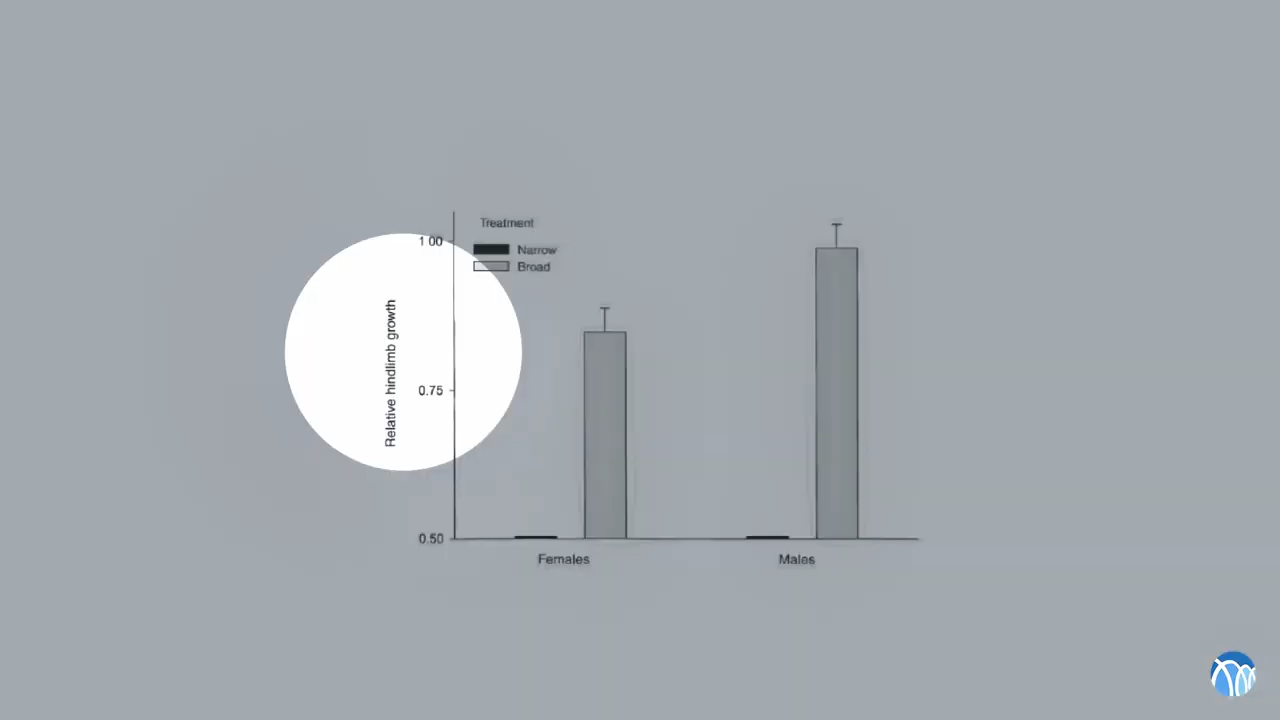 Treatment
1 00
Narrow
Broad
Relative hindlimb growth
0.75
0.50
Females
Males